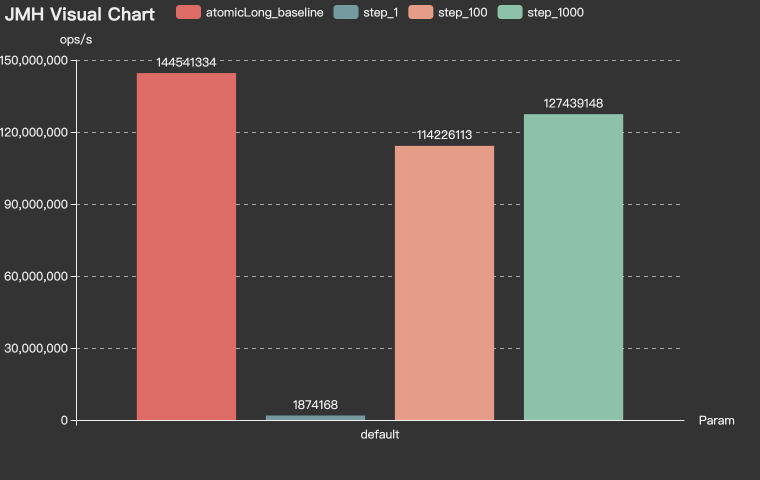 JMH Visual Chart
atomicLong_baseline step_1 step_100 step_1000
ops/s
150,000,000
144541334
127439148
120,000,000
114226113
90,000,000
60,000,000
30,000,000
1874168
0
Param
default